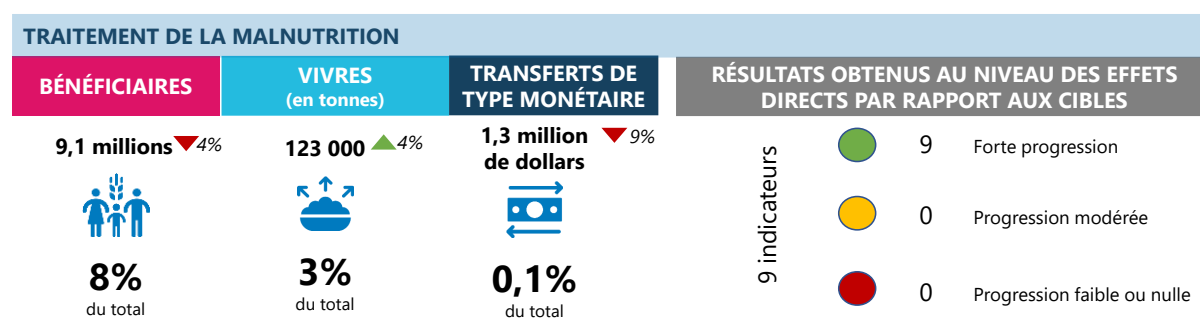 TRAITEMENT DE LA MALNUTRITION
BÉNÉFICIAIRES
9,1 millions 4%
8%
du total
VIVRES
(en tonnes)
123 000 4%
3%
du total
TRANSFERTS DE
TYPE MONÉTAIRE
1,3 million 9%
de dollars
0,1%
du total
RÉSULTATS OBTENUS AU NIVEAU DES EFFETS
DIRECTS PAR RAPPORT AUX CIBLES
9 indicateurs
9 Forte progression
0 Progression modérée
0 Progression faible ou nulle